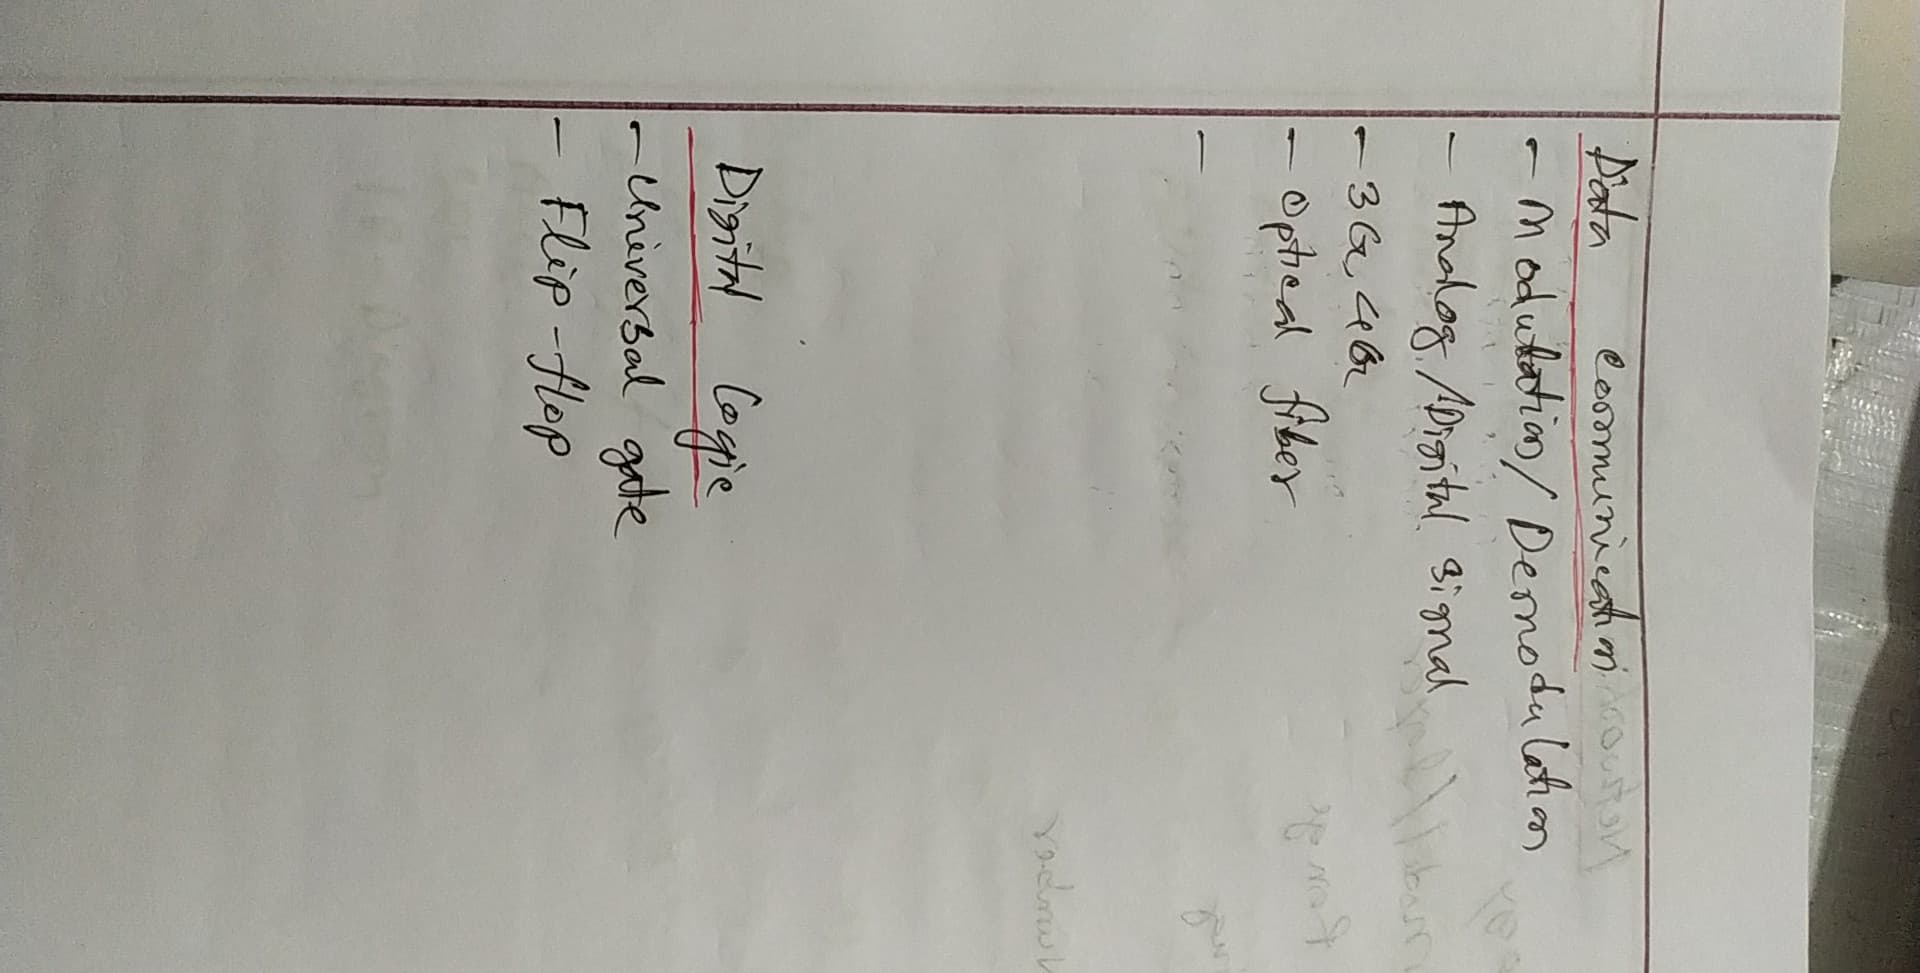 Data Communication
- Modulation/Demodulation
- Analog/Digital signal
- 3G, 4G
- Optical fiber
-
Digital Logic
- Universal gate
- Flip-flop